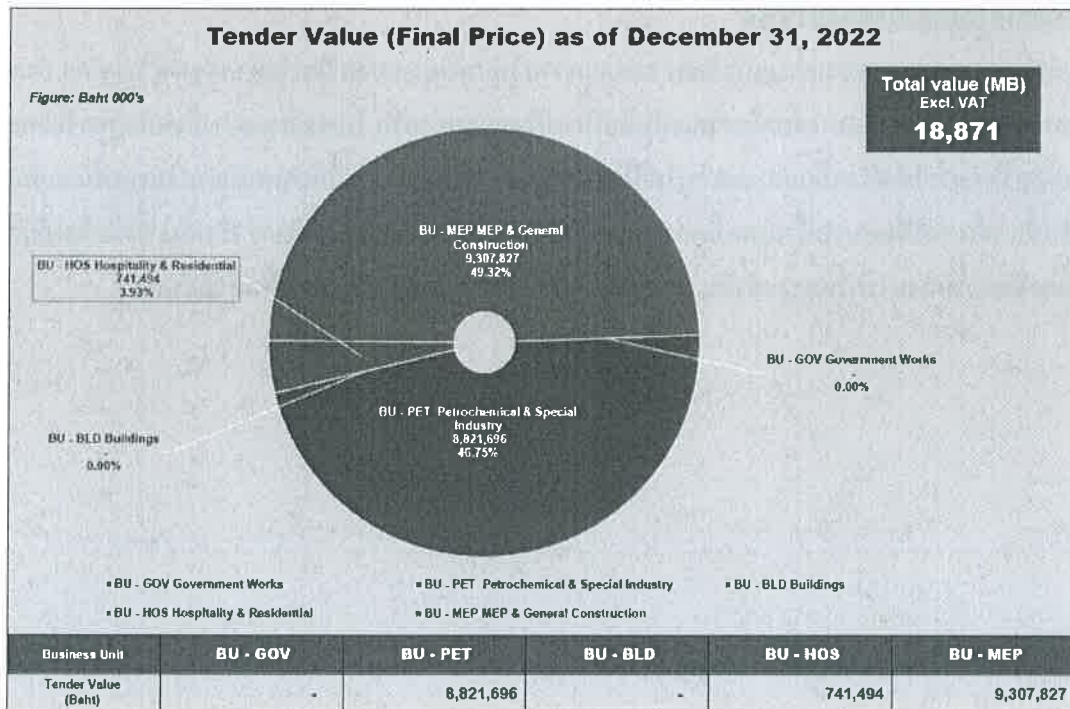 Tender Value (Final Price) as of December 31, 2022
Figure: Baht 000's
Total value (MB)
Excl. VAT
18,871
BU - MEP MEP & General
Construction
9,307,827
49.32%
BU - HOS Hospitality & Residential
741,494
3.93%
BU - GOV Government Works
-
0.00%
BU - PET Petrochemical & Special
Industry
8,821,696
46.75%
BU - BLD Buildings
-
0.00%
BU - GOV Government Works
BU - PET Petrochemical & Special Industry
BU - BLD Buildings
BU - HOS Hospitality & Residential
BU - MEP MEP & General Construction
Business Unit BU - GOV BU - PET BU - BLD BU - HOS BU - MEP
Tender Value
(Baht) - 8,821,696 - 741,494 9,307,827